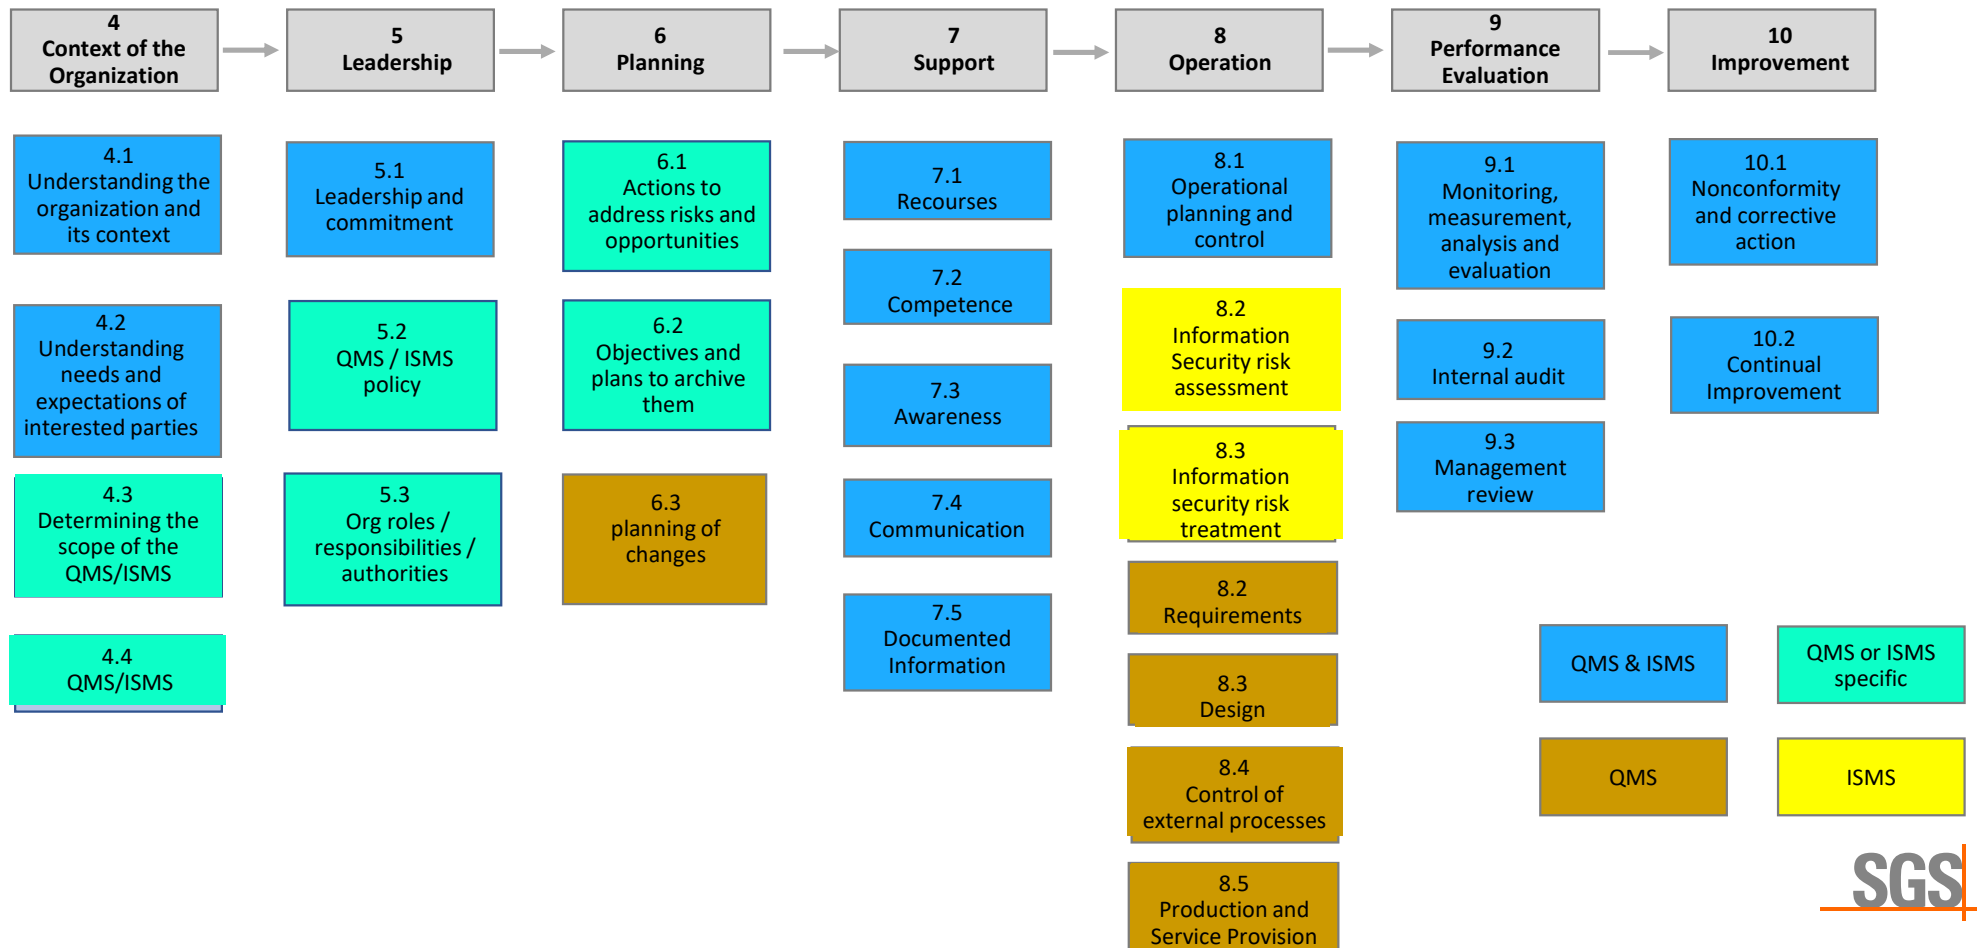 4
Context of the
Organization
5
Leadership
6
Planning
7
Support
8
Operation
9
Performance
Evaluation
10
Improvement
4.1
Understanding the
organization and
its context
4.2
Understanding
needs and
expectations of
interested parties
4.3
Determining the
scope of the
QMS/ISMS
4.4
QMS/ISMS
5.1
Leadership and
commitment
5.2
QMS / ISMS
policy
5.3
Org roles /
responsibilities /
authorities
6.1
Actions to
address risks and
opportunities
6.2
Objectives and
plans to archive
them
6.3
planning of
changes
7.1
Recourses
7.2
Competence
7.3
Awareness
7.4
Communication
7.5
Documented
Information
8.1
Operational
planning and
control
8.2
Information
Security risk
assessment
8.3
Information
security risk
treatment
8.2
Requirements
8.3
Design
8.4
Control of
external processes
8.5
Production and
Service Provision
9.1
Monitoring,
measurement,
analysis and
evaluation
9.2
Internal audit
9.3
Management
review
10.1
Nonconformity
and corrective
action
10.2
Continual
Improvement
QMS & ISMS
QMS or ISMS
specific
QMS
ISMS
SGS